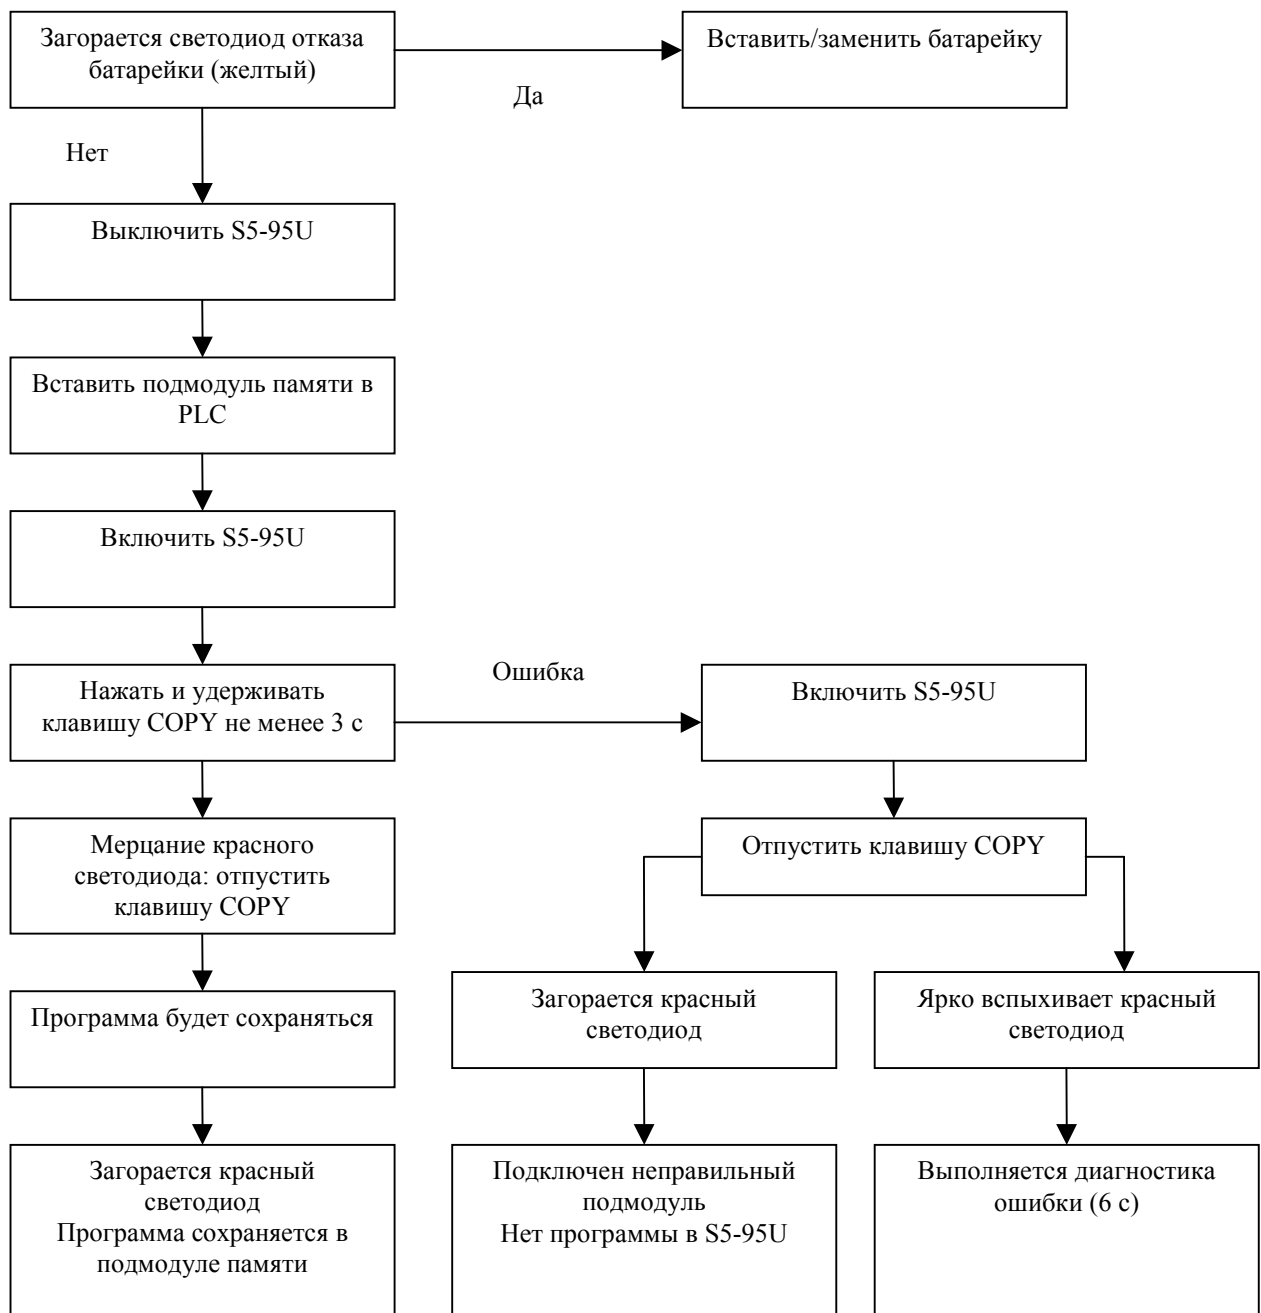 Загорается светодиод отказа
батарейки (желтый)
Вставить/заменить батарейку
Да
Нет
Выключить S5-95U
Вставить подмодуль памяти в
PLC
Включить S5-95U
Нажать и удерживать
клавишу COPY не менее 3 с
Ошибка
Включить S5-95U
Мерцание красного
светодиода: отпустить
клавишу COPY
Отпустить клавишу COPY
Программа будет сохраняться
Загорается красный
светодиод
Ярко вспыхивает красный
светодиод
Загорается красный
светодиод
Программа сохраняется в
подмодуле памяти
Подключен неправильный
подмодуль
Нет программы в S5-95U
Выполняется диагностика
ошибки (6 с)